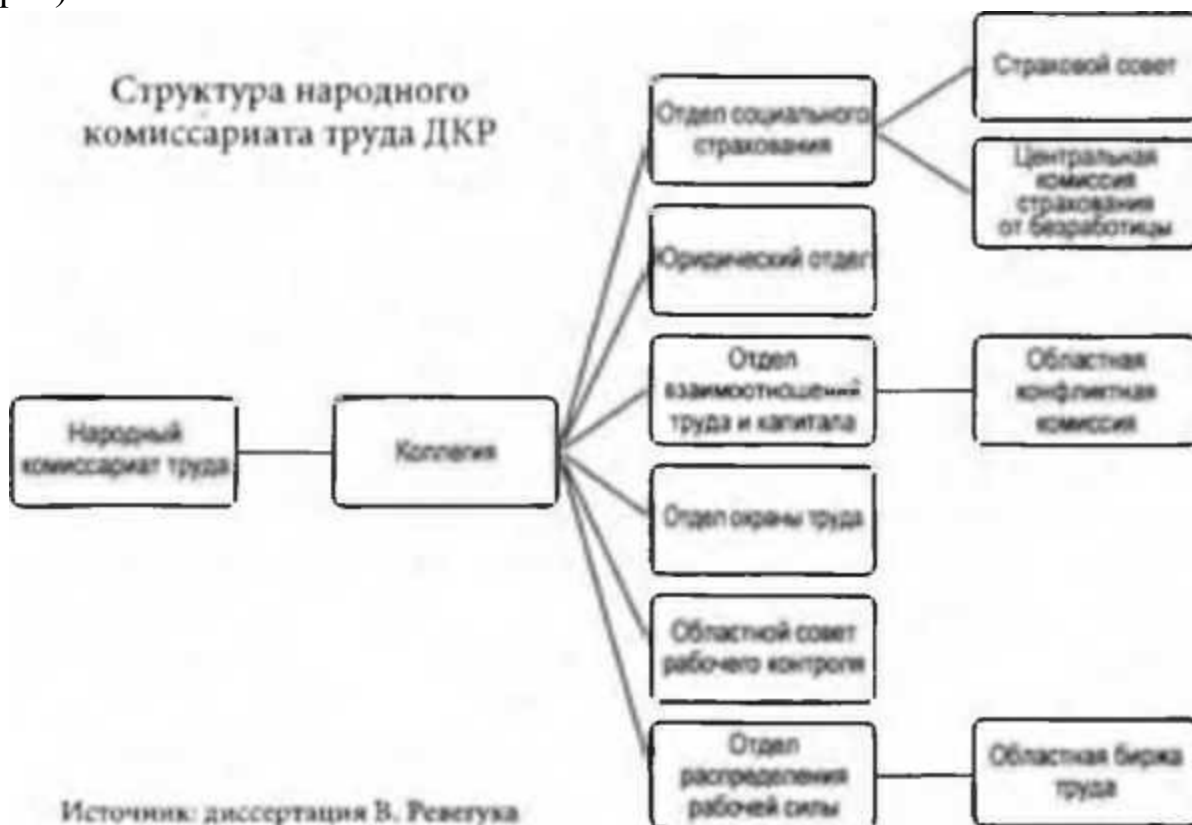 рис)
Структура народного
комиссариата труда ДКР
Народный
комиссариат труда
Коллегия
Отдел социального
страхования
Страховой совет
Центральная
комиссия
страхования
от безработицы
Юридический отдел
Отдел
взаимоотношений
труда и капитала
Областная
конфликтная
комиссия
Отдел охраны труда
Областной совет
рабочего контроля
Отдел
распределения
рабочей силы
Областная биржа
труда
Источник: диссертация В. Ревегука